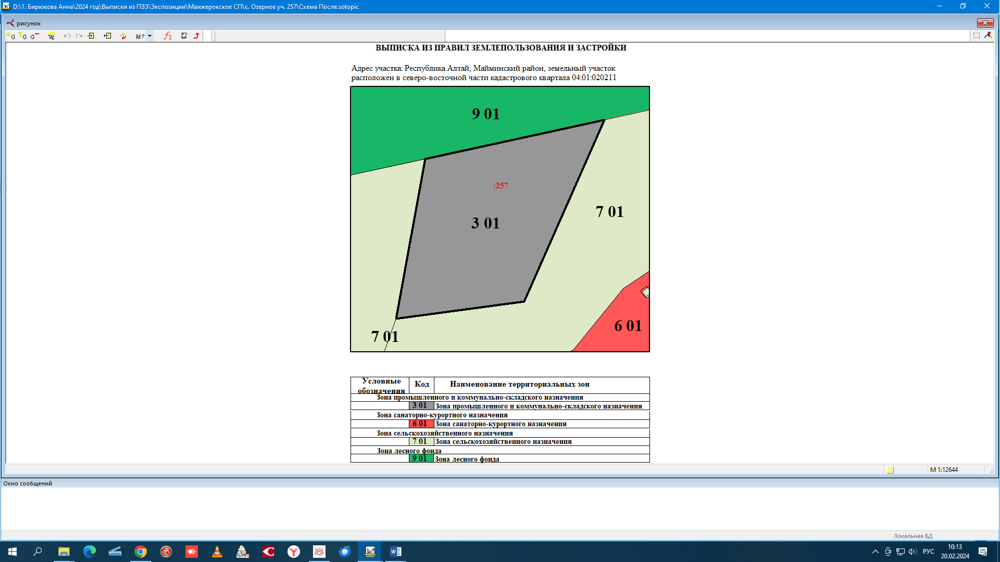 D:\1. Бирюкова Анна\2024 год\Выписки из ПЗЗ\Экспозиции\Манжерокское СП\с. Озерное уч. 257\Схема После.sotopic
рисунок
M:?
ВЫПИСКА ИЗ ПРАВИЛ ЗЕМЛЕПОЛЬЗОВАНИЯ И ЗАСТРОЙКИ
Адрес участка: Республика Алтай, Майминский район, земельный участок
расположен в северо-восточной части кадастрового квартала 04:01:020211
9 01
:257
7 01
3 01
6 01
7 01
Условные обозначения Код Наименование территориальных зон
Зона промышленного и коммунально-складского назначения
3 01 Зона промышленного и коммунально-складского назначения
Зона санаторно-курортного назначения
6 01 Зона санаторно-курортного назначения
Зона сельскохозяйственного назначения
7 01 Зона сельскохозяйственного назначения
Зона лесного фонда
9 01 Зона лесного фонда
М 1:12644
Окно сообщений
Локальная БД
РУС
10:13
20.02.2024